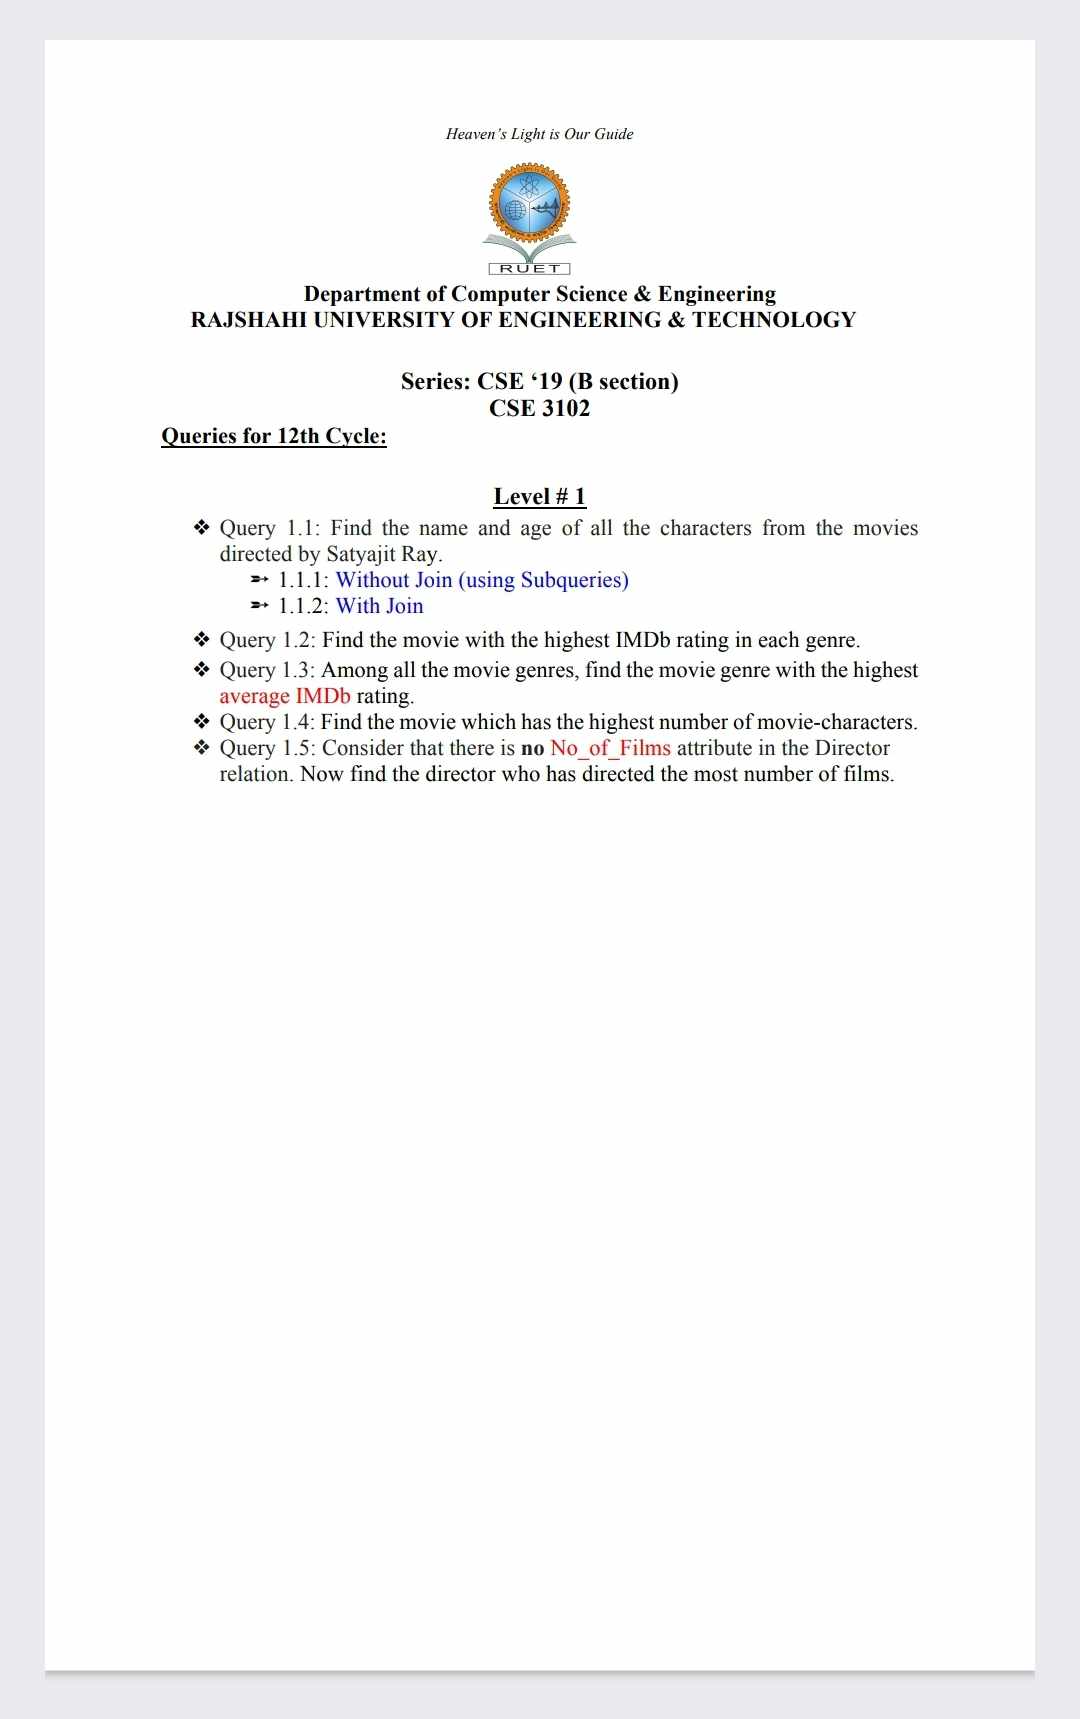 Heaven's Light is Our Guide
RUET
Department of Computer Science & Engineering
RAJSHAHI UNIVERSITY OF ENGINEERING & TECHNOLOGY
Series: CSE ‘19 (B section)
CSE 3102
Queries for 12th Cycle:
Level # 1
❖ Query 1.1: Find the name and age of all the characters from the movies
directed by Satyajit Ray.
➵ 1.1.1: Without Join (using Subqueries)
➵ 1.1.2: With Join
❖ Query 1.2: Find the movie with the highest IMDb rating in each genre.
❖ Query 1.3: Among all the movie genres, find the movie genre with the highest
average IMDb rating.
❖ Query 1.4: Find the movie which has the highest number of movie-characters.
❖ Query 1.5: Consider that there is no No_of_Films attribute in the Director
relation. Now find the director who has directed the most number of films.